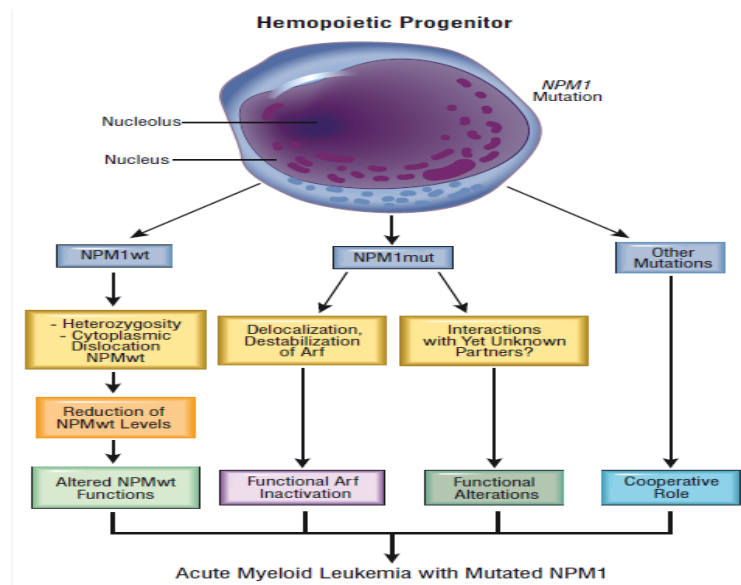 Hemopoietic Progenitor
NPM1
Mutation
Nucleolus
Nucleus
NPM1wt
NPM1mut
Other
Mutations
- Heterozygosity
- Cytoplasmic
Dislocation
NPMwt
Delocalization,
Destabilization
of Arf
Interactions
with Yet Unknown
Partners?
Reduction of
NPMwt Levels
Altered NPMwt
Functions
Functional Arf
Inactivation
Functional
Alterations
Cooperative
Role
Acute Myeloid Leukemia with Mutated NPM1